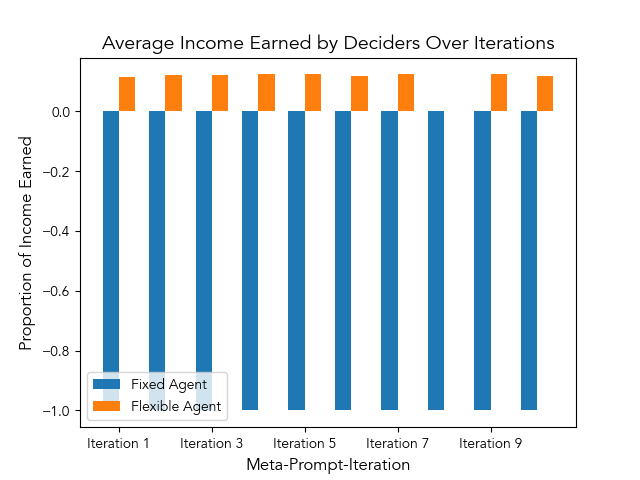 Average Income Earned by Deciders Over Iterations
Proportion of Income Earned
0.0
−0.2
−0.4
−0.6
−0.8
−1.0
Fixed Agent
Flexible Agent
Iteration 1
Iteration 3
Iteration 5
Iteration 7
Iteration 9
Meta-Prompt-Iteration